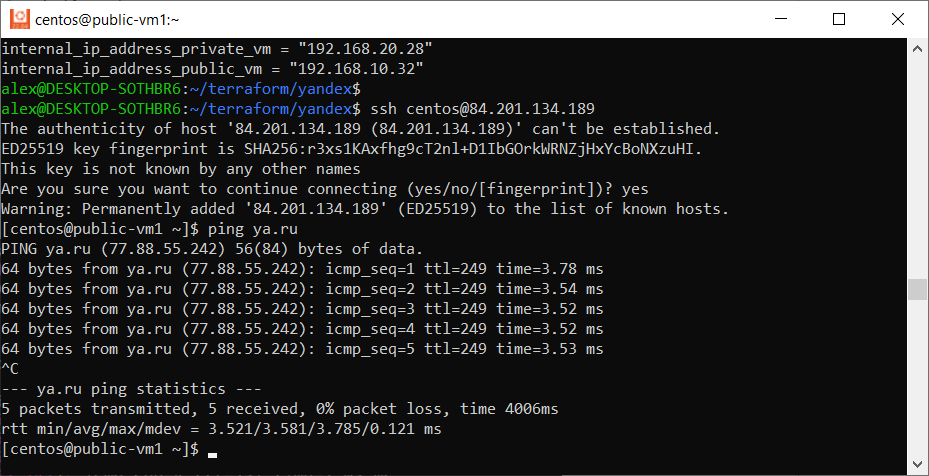 centos@public-vm1:~
internal_ip_address_private_vm = "192.168.20.28"
internal_ip_address_public_vm = "192.168.10.32"
alex@DESKTOP-SOTHBR6:~/terraform/yandex$
alex@DESKTOP-SOTHBR6:~/terraform/yandex$ ssh centos@84.201.134.189
The authenticity of host '84.201.134.189 (84.201.134.189)' can't be established.
ED25519 key fingerprint is SHA256:r3xs1KAxfhg9cT2nl+D1IbGOrkWRNZjHxYcBoNXzuHI.
This key is not known by any other names
Are you sure you want to continue connecting (yes/no/[fingerprint])? yes
Warning: Permanently added '84.201.134.189' (ED25519) to the list of known hosts.
[centos@public-vm1 ~]$ ping ya.ru
PING ya.ru (77.88.55.242) 56(84) bytes of data.
64 bytes from ya.ru (77.88.55.242): icmp_seq=1 ttl=249 time=3.78 ms
64 bytes from ya.ru (77.88.55.242): icmp_seq=2 ttl=249 time=3.54 ms
64 bytes from ya.ru (77.88.55.242): icmp_seq=3 ttl=249 time=3.52 ms
64 bytes from ya.ru (77.88.55.242): icmp_seq=4 ttl=249 time=3.52 ms
64 bytes from ya.ru (77.88.55.242): icmp_seq=5 ttl=249 time=3.53 ms
^C
--- ya.ru ping statistics ---
5 packets transmitted, 5 received, 0% packet loss, time 4006ms
rtt min/avg/max/mdev = 3.521/3.581/3.785/0.121 ms
[centos@public-vm1 ~]$